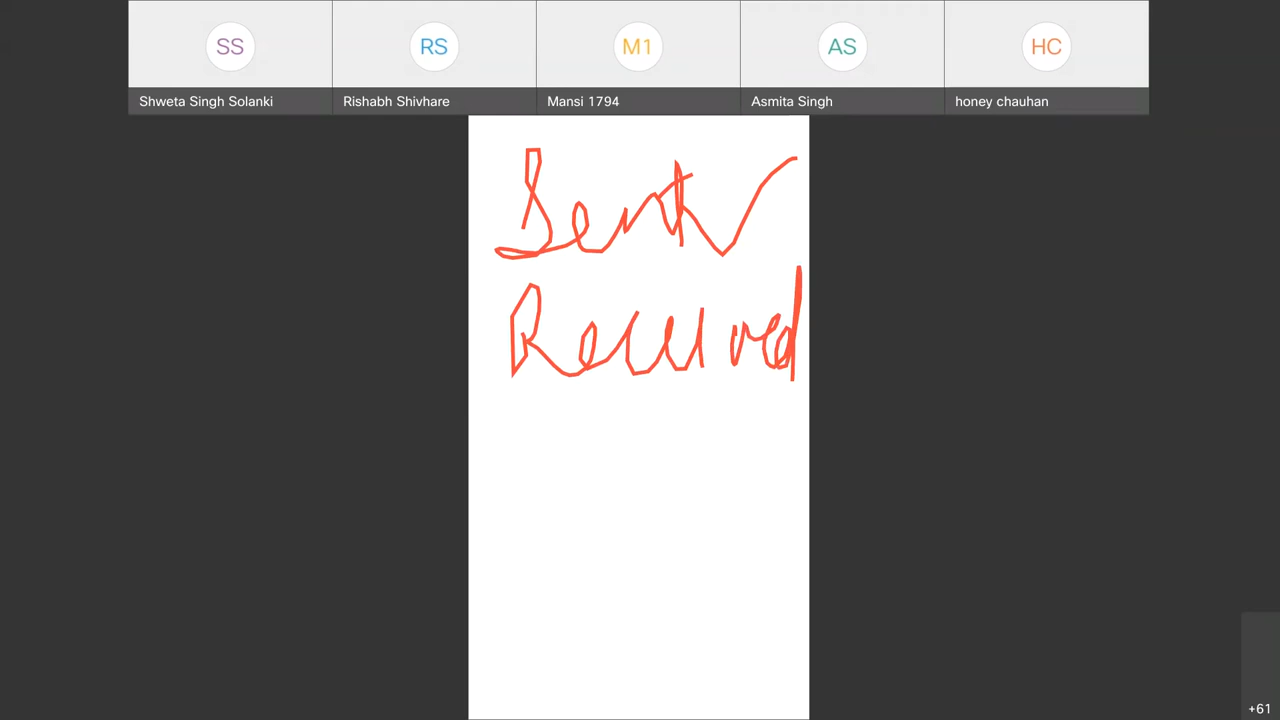 SS RS M1 AS HC
Shweta Singh Solanki Rishabh Shivhare Mansi 1794 Asmita Singh honey chauhan
Sent
Received
+61